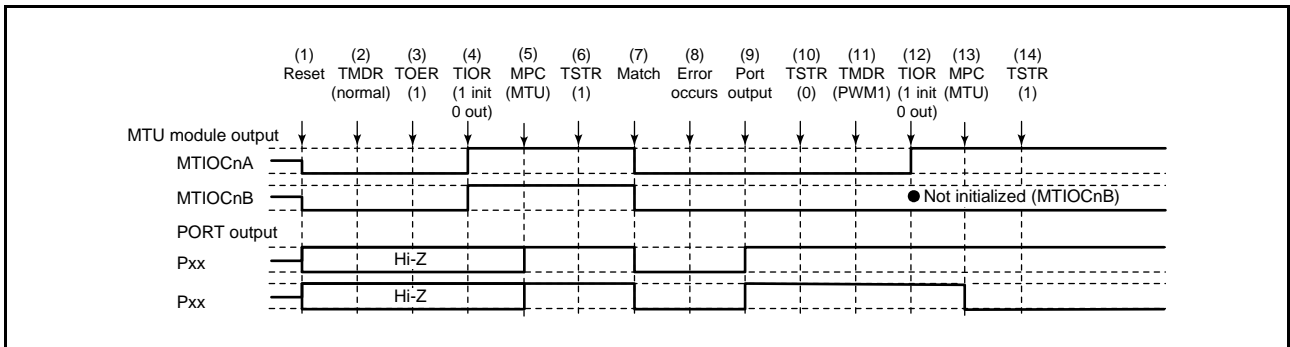 (1) (2) (3) (4) (5) (6) (7) (8) (9) (10) (11) (12) (13) (14)
Reset TMDR TOER TIOR MPC TSTR Match Error Port TSTR TMDR TIOR MPC TSTR
(normal) (1) (1 init (MTU) (1) occurs output (0) (PWM1) (1 init (MTU) (1)
0 out) 0 out)
MTU module output
MTIOCnA
MTIOCnB ● Not initialized (MTIOCnB)
PORT output
Pxx Hi-Z
Pxx Hi-Z